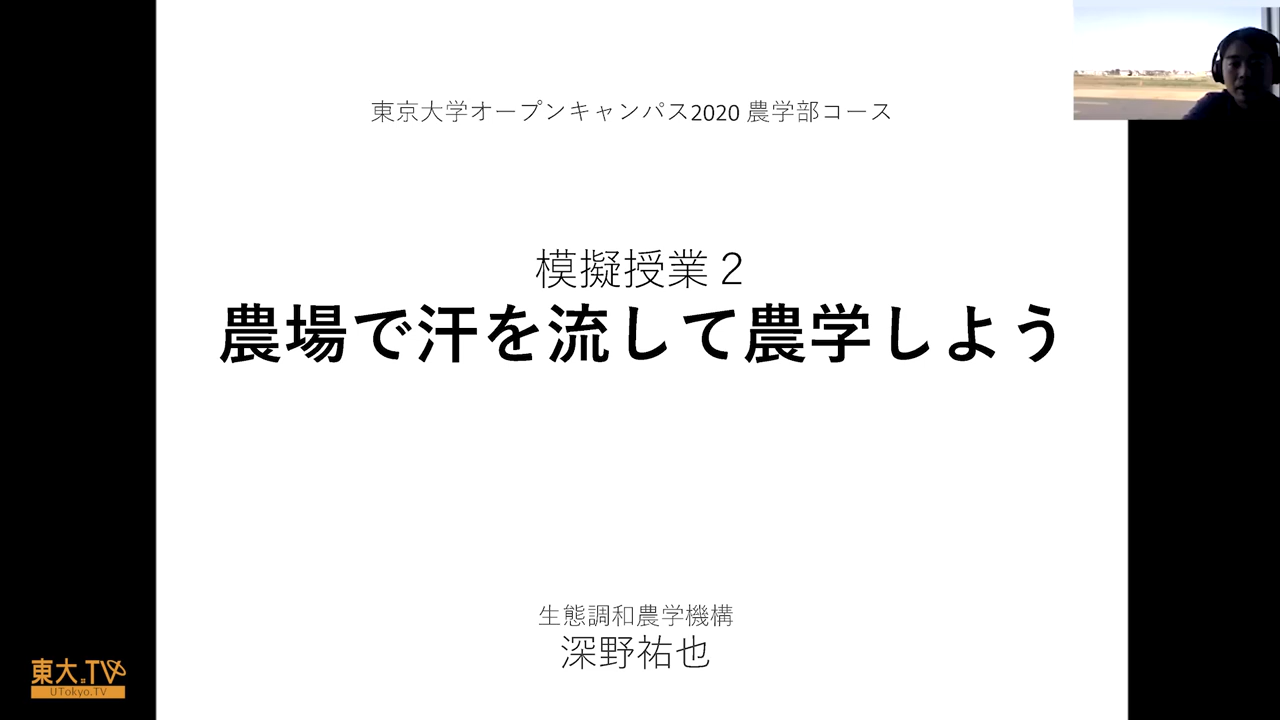 東京大学オープンキャンパス2020 農学部コース
模擬授業２
農場で汗を流して農学しよう
生態調和農学機構
深野祐也
東大.TV
UTokyo.TV